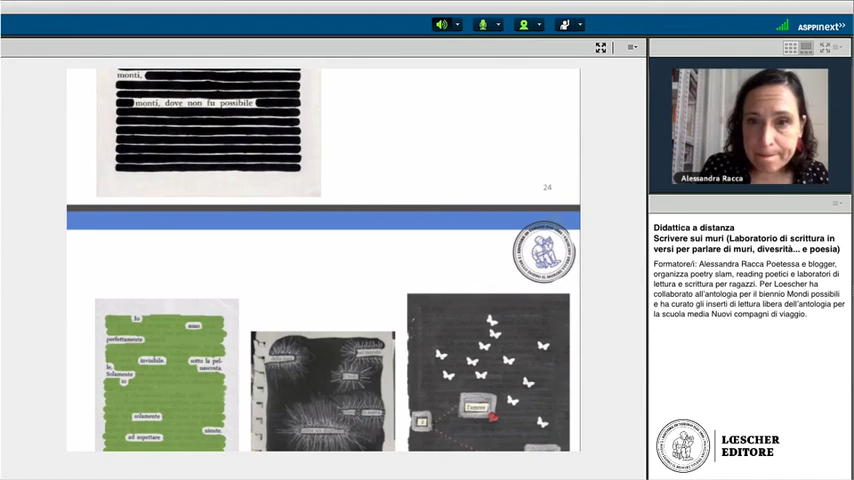 ASPPINEXT>>
monti,
monti, dove non fu possibile
24
Io
sono
perfettamente
invisibile.
sotto la pel-
le,
nascosta.
Solamente
io
solamente
niente.
ad aspettare
l'amore
è
Alessandra Racca
Didattica a distanza
Scrivere sui muri (Laboratorio di scrittura in
versi per parlare di muri, divesrità... e poesia)
Formatore/i: Alessandra Racca Poetessa e blogger,
organizza poetry slam, reading poetici e laboratori di
lettura e scrittura per ragazzi. Per Loescher ha
collaborato all'antologia per il biennio Mondi possibili
e ha curato gli inserti di lettura libera dell'antologia per
la scuola media Nuovi compagni di viaggio.
LŒSCHER
EDITORE